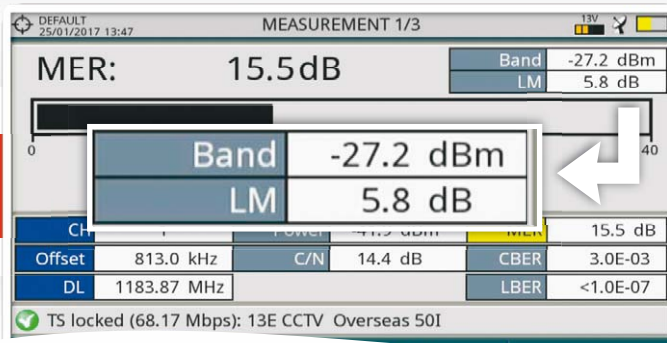 DEFAULT
25/01/2017 13:47
MEASUREMENT 1/3
13V
MER: 15.5 dB
Band -27.2 dBm
LM 5.8 dB
0 40
Band -27.2 dBm
LM 5.8 dB
CH 15.5 dB
Offset 813.0 kHz C/N 14.4 dB CBER 3.0E-03
DL 1183.87 MHz LBER <1.0E-07
TS locked (68.17 Mbps): 13E CCTV Overseas 50I